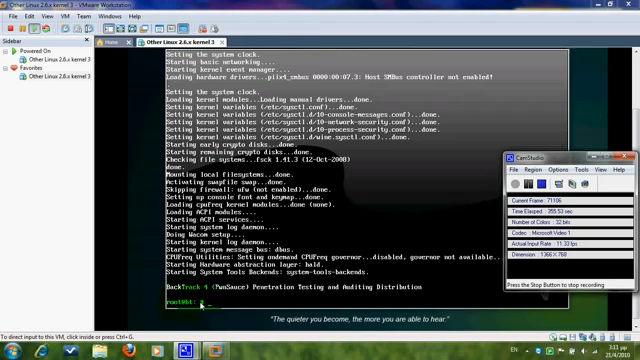 Other Linux 2.6.x kernel 3 - VMware Workstation
File Edit View VM Team Windows Help
Sidebar
Powered On
Other Linux 2.6.x kernel 3
Favorites
Other Linux 2.6.x kernel 3
Home
Other Linux 2.6.x kernel 3
Setting the system clock.
Starting basic networking...
Starting kernel event manager...
Loading hardware drivers...piix4_smbus 0000:00:07.3: Host SMBus controller not enabled!
Setting the system clock.
Loading kernel modules...Loading manual drivers...done.
Setting kernel variables (/etc/sysctl.conf)...done.
Setting kernel variables (/etc/sysctl.d/10-console-messages.conf)...done.
Setting kernel variables (/etc/sysctl.d/10-network-security.conf)...done.
Setting kernel variables (/etc/sysctl.d/10-process-security.conf)...done.
Setting kernel variables (/etc/sysctl.d/wine.sysctl.conf)...done.
Starting early crypto disks...done.
Starting remaining crypto disks...done.
Checking file systems...fsck 1.41.3 (12-Oct-2008)
done.
Mounting local filesystems...done.
Activating swapfile swap...done.
Skipping firewall: ufw (not enabled)...done.
Setting up console font and keymap...done.
Loading cpufreq kernel modules...done (none).
Loading ACPI modules...
Starting ACPI services...
Starting system log daemon...
Doing Wacom setup...
Starting kernel log daemon...
Starting system message bus: dbus.
CPUFreq Utilities: Setting ondemand CPUFreq governor...disabled, governor not available...
Starting Hardware abstraction layer: hald.
Starting System Tools Backends: system-tools-backends.
BackTrack 4 (PwnSauce) Penetration Testing and Auditing Distribution
root@bt:~# _
"The quieter you become, the more you are able to hear."
CamStudio
File Region Options Tools View Help
Current Frame : 71106
Time Elapsed : 355.53 sec
Number of Colors : 32 bits
Codec : Microsoft Video 1
Actual Input Rate : 11.33 fps
Dimension : 1366 X 768
Press the Stop Button to stop recording
To direct input to this VM, click inside or press Ctrl+G.
EN
3:11 μμ
21/4/2010